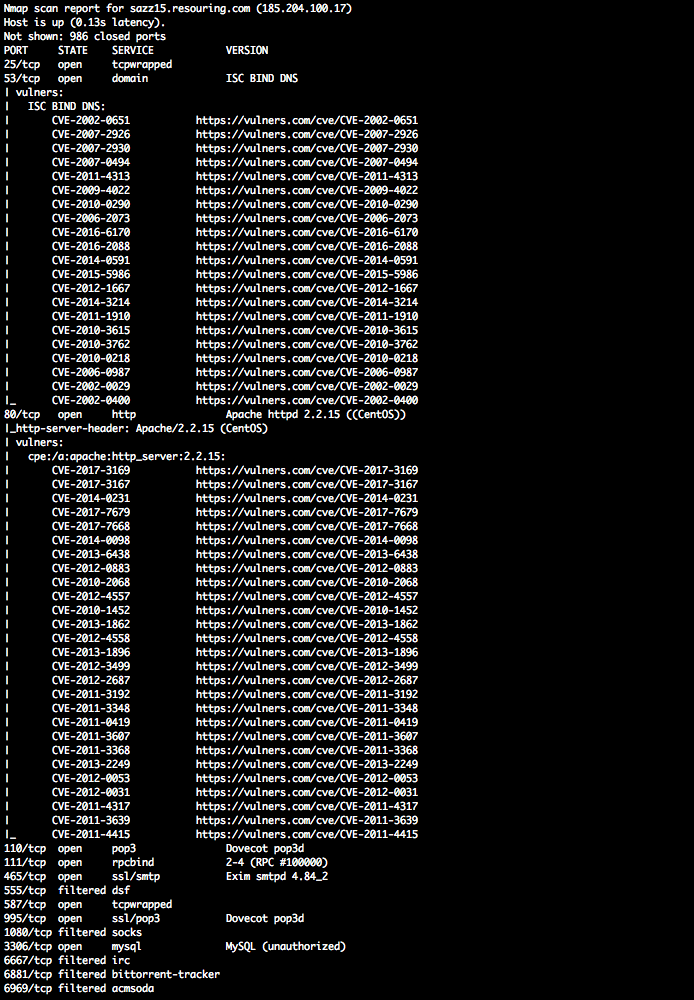 Nmap scan report for sazz15.resouring.com (185.204.100.17)
Host is up (0.13s latency).
Not shown: 986 closed ports
PORT     STATE    SERVICE            VERSION
25/tcp   open     tcpwrapped
53/tcp   open     domain             ISC BIND DNS
| vulners:
|   ISC BIND DNS:
|       CVE-2002-0651           https://vulners.com/cve/CVE-2002-0651
|       CVE-2007-2926           https://vulners.com/cve/CVE-2007-2926
|       CVE-2007-2930           https://vulners.com/cve/CVE-2007-2930
|       CVE-2007-0494           https://vulners.com/cve/CVE-2007-0494
|       CVE-2011-4313           https://vulners.com/cve/CVE-2011-4313
|       CVE-2009-4022           https://vulners.com/cve/CVE-2009-4022
|       CVE-2010-0290           https://vulners.com/cve/CVE-2010-0290
|       CVE-2006-2073           https://vulners.com/cve/CVE-2006-2073
|       CVE-2016-6170           https://vulners.com/cve/CVE-2016-6170
|       CVE-2016-2088           https://vulners.com/cve/CVE-2016-2088
|       CVE-2014-0591           https://vulners.com/cve/CVE-2014-0591
|       CVE-2015-5986           https://vulners.com/cve/CVE-2015-5986
|       CVE-2012-1667           https://vulners.com/cve/CVE-2012-1667
|       CVE-2014-3214           https://vulners.com/cve/CVE-2014-3214
|       CVE-2011-1910           https://vulners.com/cve/CVE-2011-1910
|       CVE-2010-3615           https://vulners.com/cve/CVE-2010-3615
|       CVE-2010-3762           https://vulners.com/cve/CVE-2010-3762
|       CVE-2010-0218           https://vulners.com/cve/CVE-2010-0218
|       CVE-2006-0987           https://vulners.com/cve/CVE-2006-0987
|       CVE-2002-0029           https://vulners.com/cve/CVE-2002-0029
|_      CVE-2002-0400           https://vulners.com/cve/CVE-2002-0400
80/tcp   open     http               Apache httpd 2.2.15 ((CentOS))
|_http-server-header: Apache/2.2.15 (CentOS)
| vulners:
|   cpe:/a:apache:http_server:2.2.15:
|       CVE-2017-3169           https://vulners.com/cve/CVE-2017-3169
|       CVE-2017-3167           https://vulners.com/cve/CVE-2017-3167
|       CVE-2014-0231           https://vulners.com/cve/CVE-2014-0231
|       CVE-2017-7679           https://vulners.com/cve/CVE-2017-7679
|       CVE-2017-7668           https://vulners.com/cve/CVE-2017-7668
|       CVE-2014-0098           https://vulners.com/cve/CVE-2014-0098
|       CVE-2013-6438           https://vulners.com/cve/CVE-2013-6438
|       CVE-2012-0883           https://vulners.com/cve/CVE-2012-0883
|       CVE-2010-2068           https://vulners.com/cve/CVE-2010-2068
|       CVE-2012-4557           https://vulners.com/cve/CVE-2012-4557
|       CVE-2010-1452           https://vulners.com/cve/CVE-2010-1452
|       CVE-2013-1862           https://vulners.com/cve/CVE-2013-1862
|       CVE-2012-4558           https://vulners.com/cve/CVE-2012-4558
|       CVE-2013-1896           https://vulners.com/cve/CVE-2013-1896
|       CVE-2012-3499           https://vulners.com/cve/CVE-2012-3499
|       CVE-2012-2687           https://vulners.com/cve/CVE-2012-2687
|       CVE-2011-3192           https://vulners.com/cve/CVE-2011-3192
|       CVE-2011-3348           https://vulners.com/cve/CVE-2011-3348
|       CVE-2011-0419           https://vulners.com/cve/CVE-2011-0419
|       CVE-2011-3607           https://vulners.com/cve/CVE-2011-3607
|       CVE-2011-3368           https://vulners.com/cve/CVE-2011-3368
|       CVE-2013-2249           https://vulners.com/cve/CVE-2013-2249
|       CVE-2012-0053           https://vulners.com/cve/CVE-2012-0053
|       CVE-2012-0031           https://vulners.com/cve/CVE-2012-0031
|       CVE-2011-4317           https://vulners.com/cve/CVE-2011-4317
|       CVE-2011-3639           https://vulners.com/cve/CVE-2011-3639
|_      CVE-2011-4415           https://vulners.com/cve/CVE-2011-4415
110/tcp  open     pop3               Dovecot pop3d
111/tcp  open     rpcbind            2-4 (RPC #100000)
465/tcp  open     ssl/smtp           Exim smtpd 4.84_2
555/tcp  filtered dsf
587/tcp  open     tcpwrapped
995/tcp  open     ssl/pop3           Dovecot pop3d
1080/tcp filtered socks
3306/tcp open     mysql              MySQL (unauthorized)
6667/tcp filtered irc
6881/tcp filtered bittorrent-tracker
6969/tcp filtered acmsoda